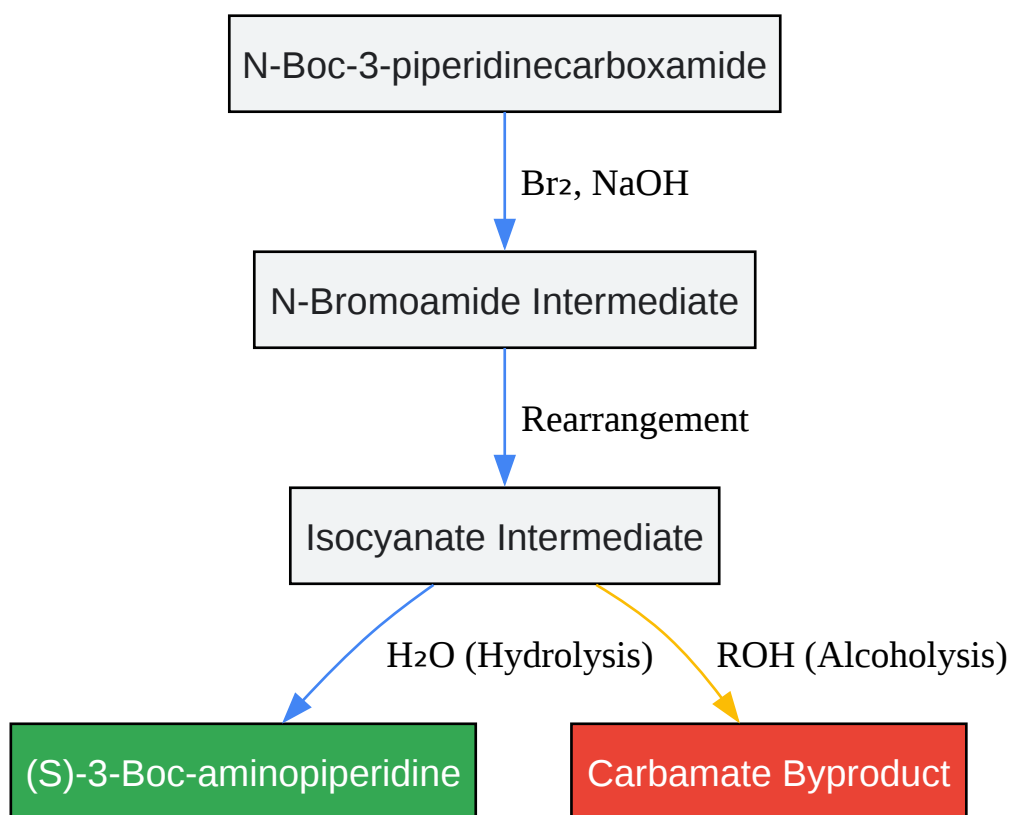 N-Boc-3-piperidinecarboxamide
Br₂, NaOH
N-Bromoamide Intermediate
Rearrangement
Isocyanate Intermediate
H₂O (Hydrolysis)
ROH (Alcoholysis)
(S)-3-Boc-aminopiperidine
Carbamate Byproduct